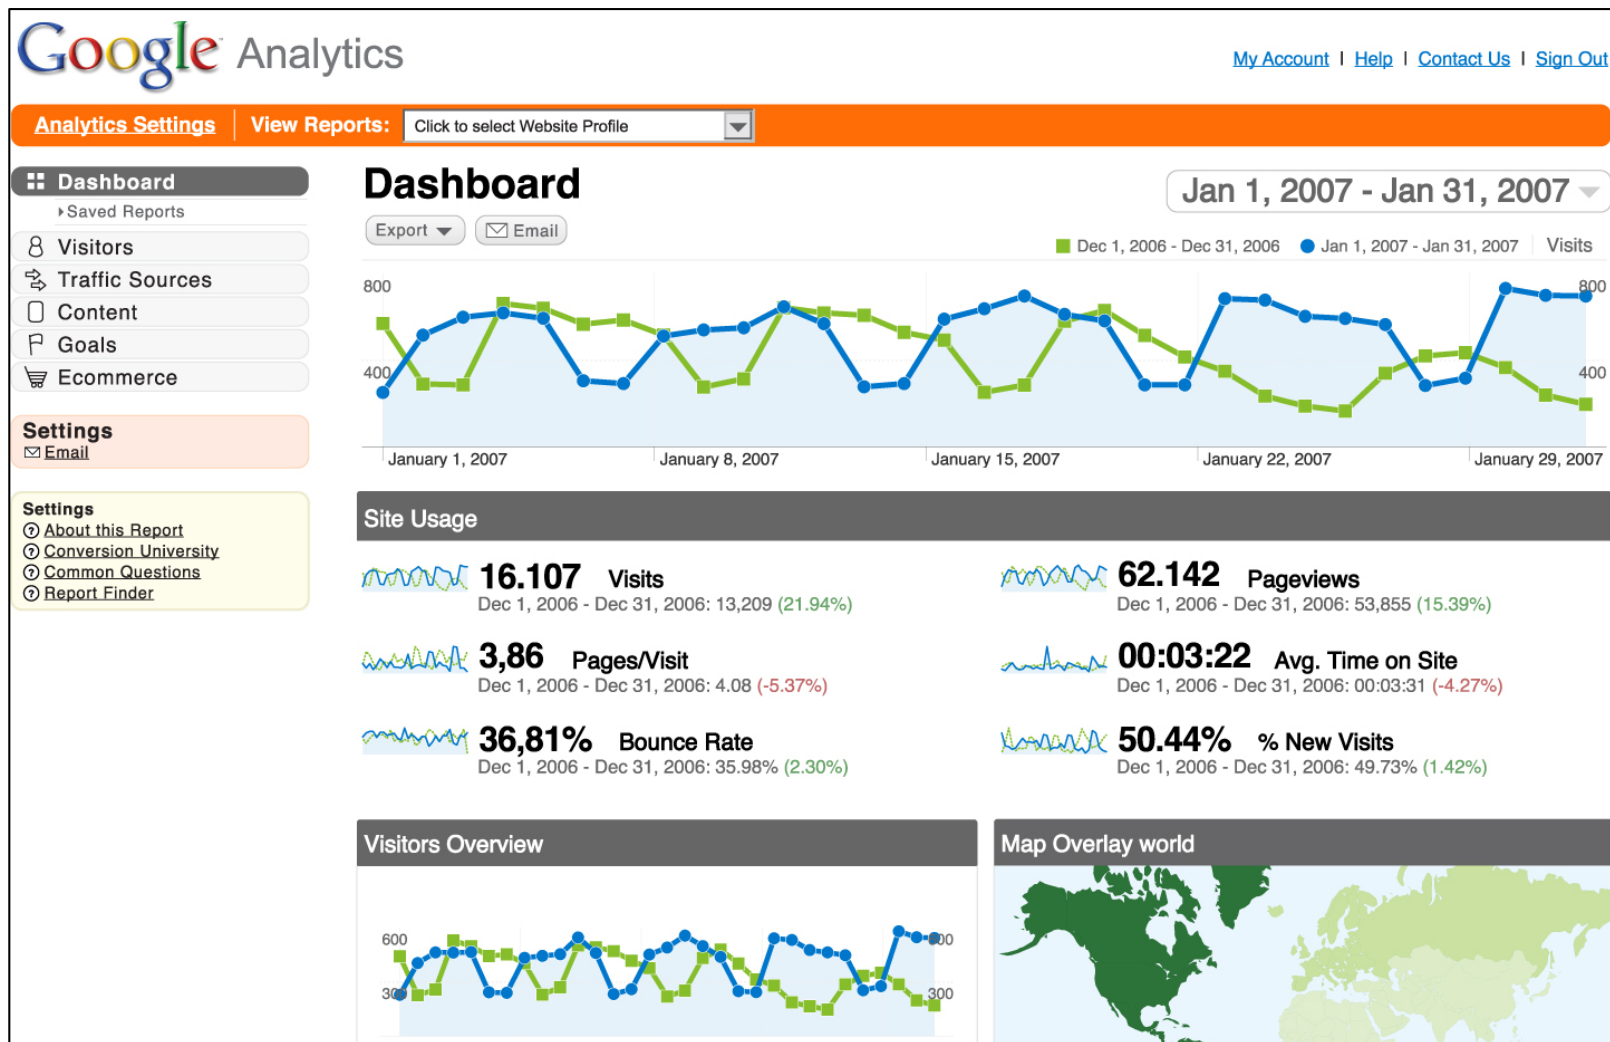 Google Analytics
My Account | Help | Contact Us | Sign Out
Analytics Settings View Reports: Click to select Website Profile
Dashboard
Saved Reports
Visitors
Traffic Sources
Content
Goals
Ecommerce
Settings
Email
Settings
About this Report
Conversion University
Common Questions
Report Finder
Dashboard
Jan 1, 2007 - Jan 31, 2007
Export Email
Dec 1, 2006 - Dec 31, 2006 Jan 1, 2007 - Jan 31, 2007 Visits
800 800
400 400
January 1, 2007 January 8, 2007 January 15, 2007 January 22, 2007 January 29, 2007
Site Usage
16.107 Visits
Dec 1, 2006 - Dec 31, 2006: 13,209 (21.94%)
62.142 Pageviews
Dec 1, 2006 - Dec 31, 2006: 53,855 (15.39%)
3,86 Pages/Visit
Dec 1, 2006 - Dec 31, 2006: 4.08 (-5.37%)
00:03:22 Avg. Time on Site
Dec 1, 2006 - Dec 31, 2006: 00:03:31 (-4.27%)
36,81% Bounce Rate
Dec 1, 2006 - Dec 31, 2006: 35.98% (2.30%)
50.44% % New Visits
Dec 1, 2006 - Dec 31, 2006: 49.73% (1.42%)
Visitors Overview
600 600
300 300
Map Overlay world